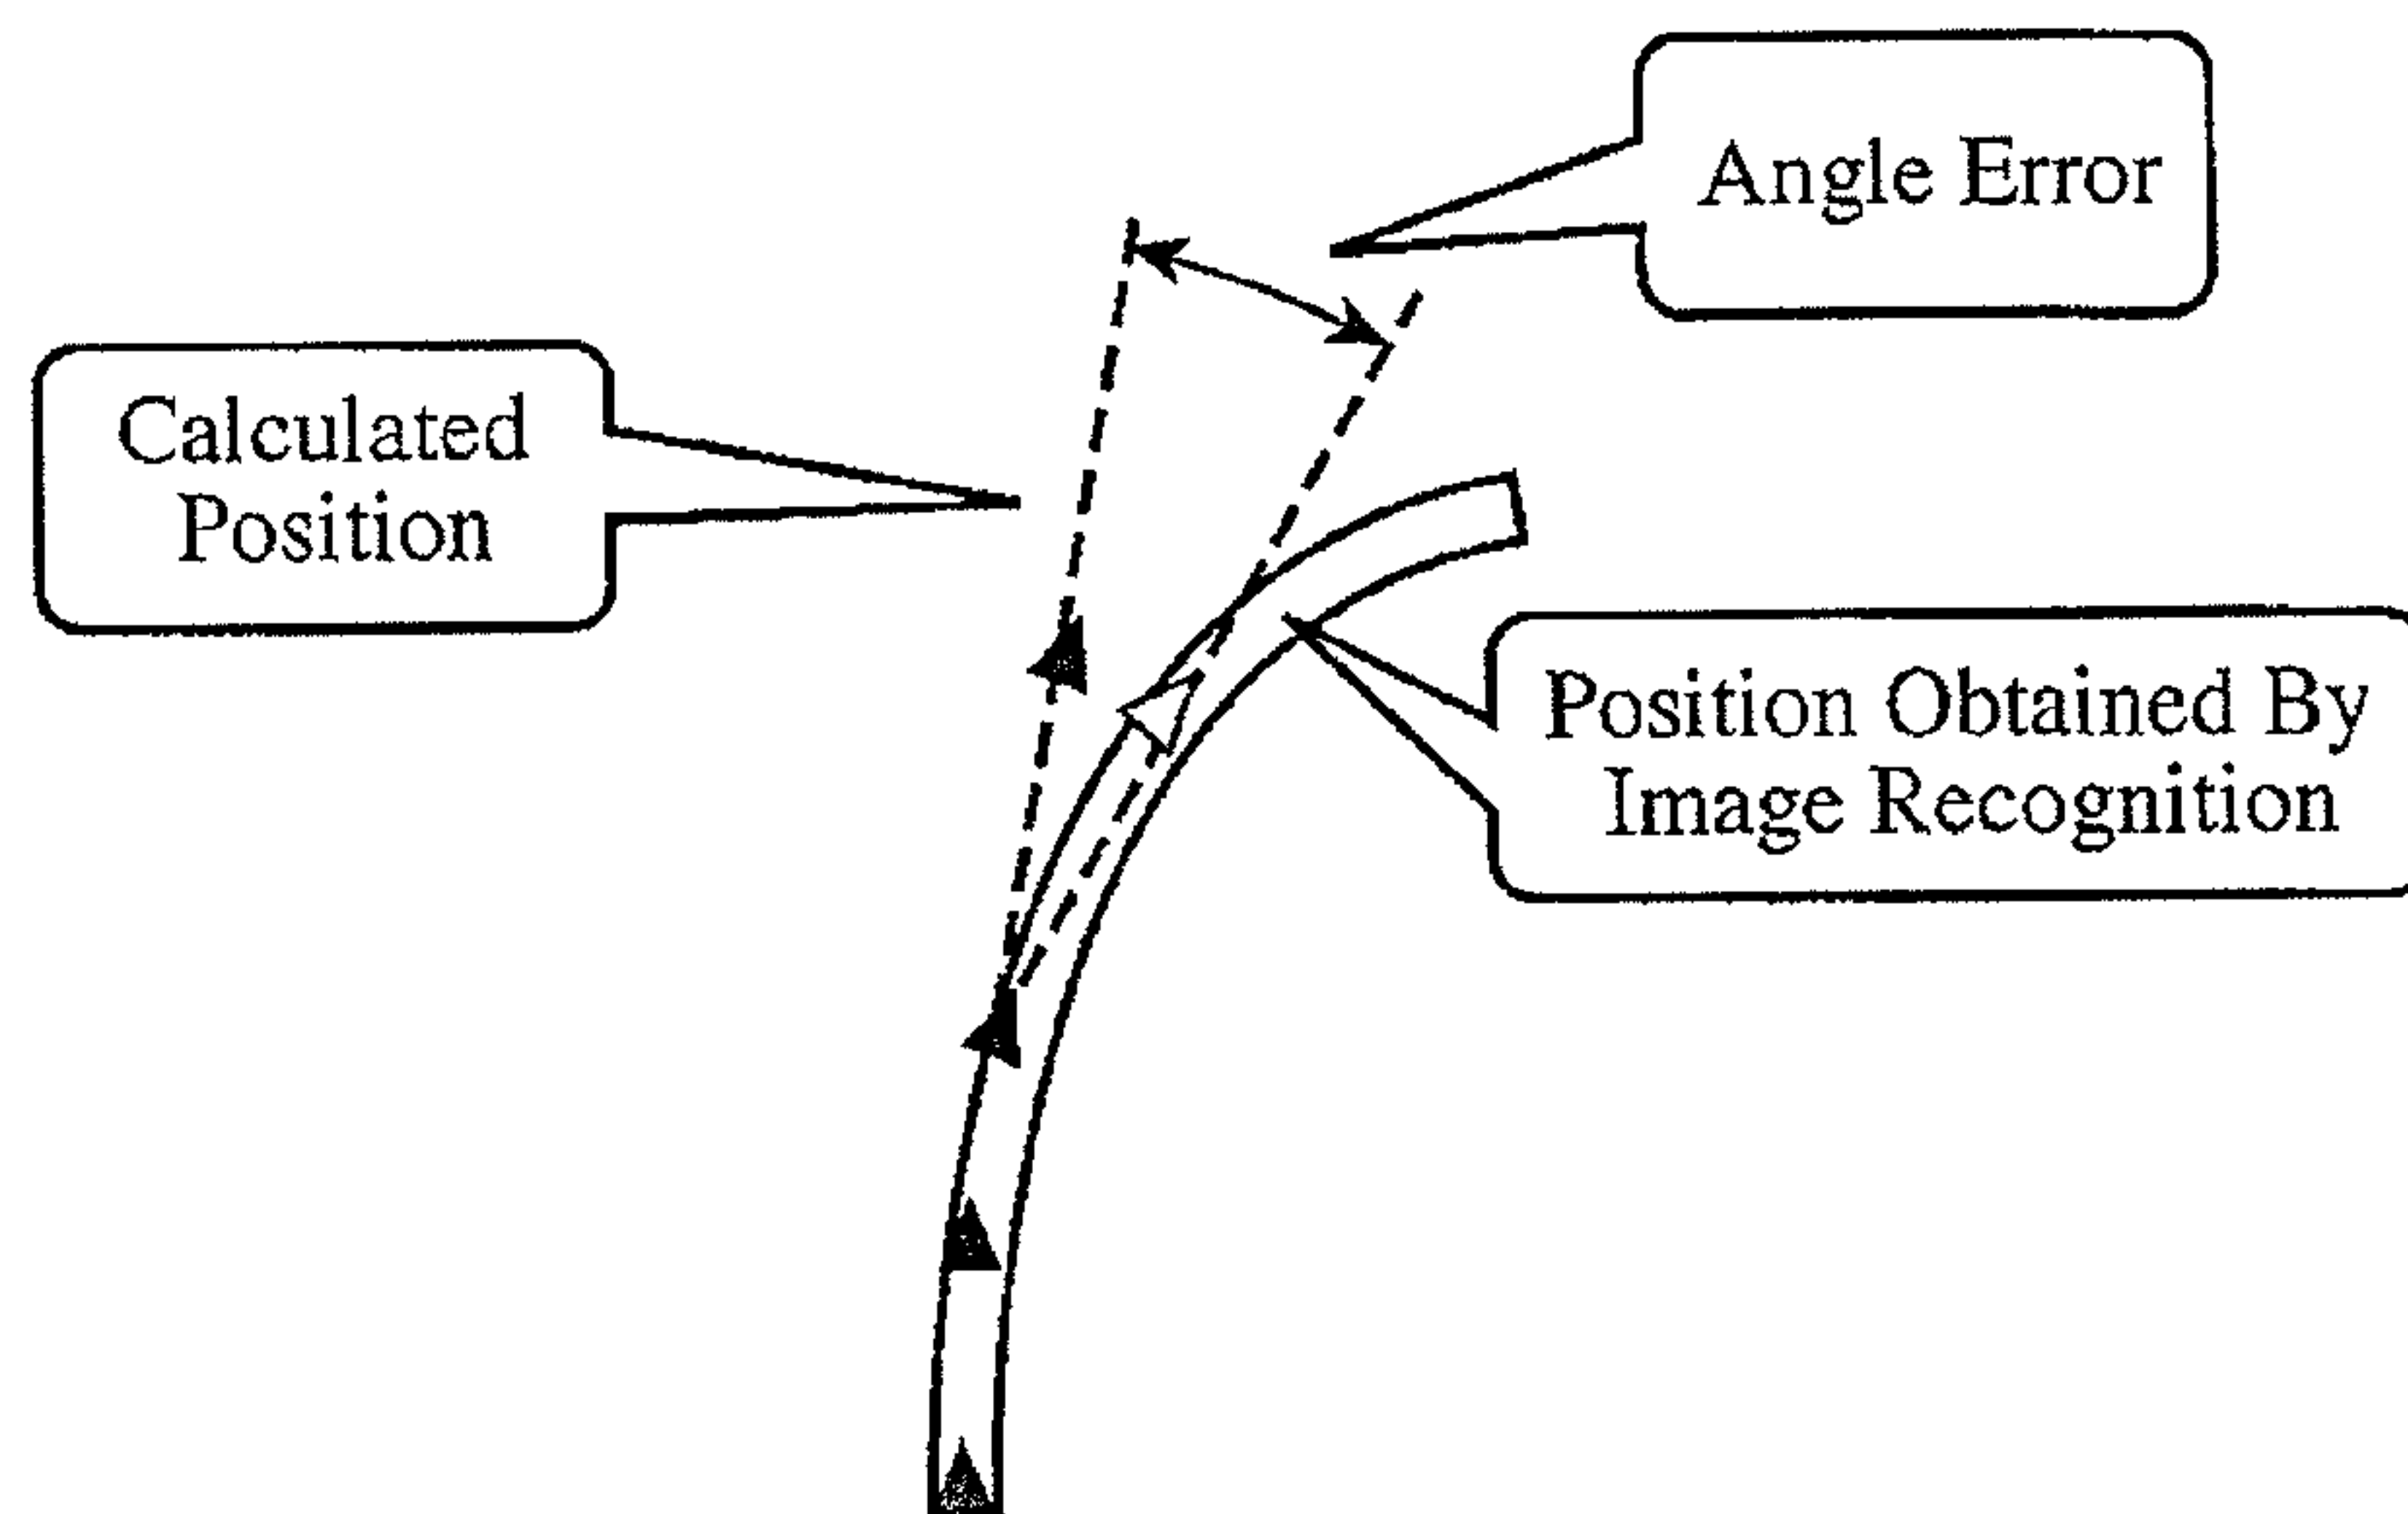 Angle Error
Calculated
Position
Position Obtained By
Image Recognition